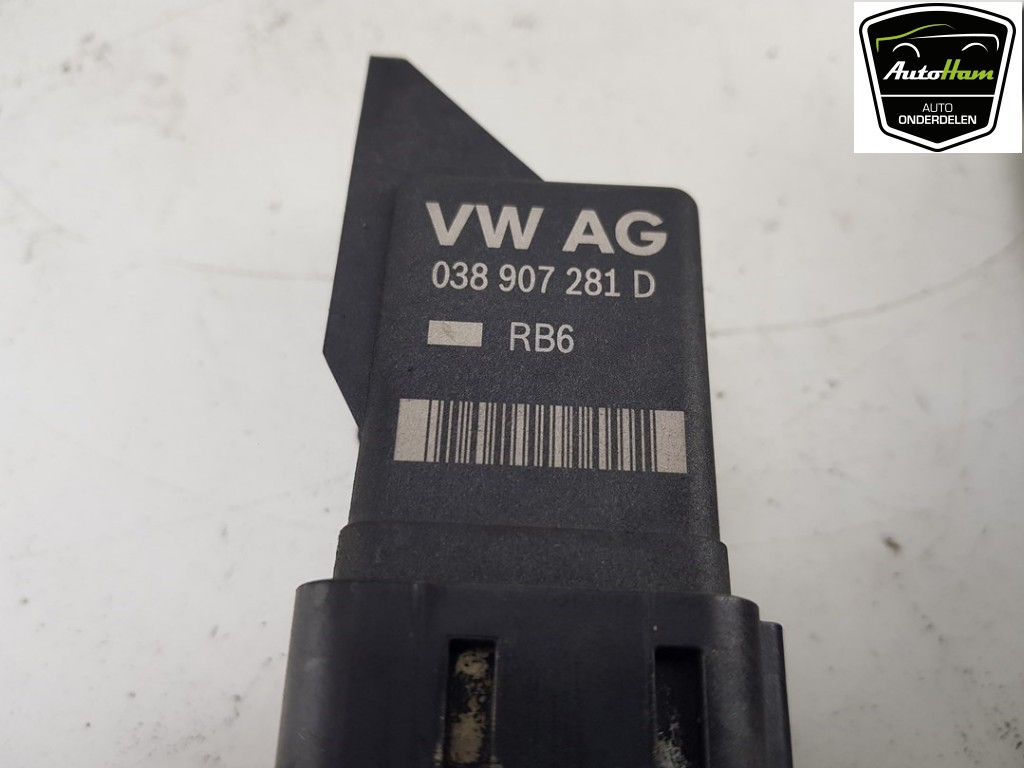 VW AG
038 907 281 D
RB6
AutoHam
AUTO
ONDERDELEN